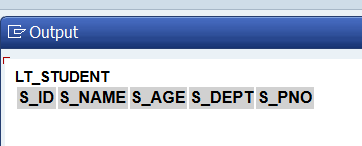 Output
LT_STUDENT
S_ID S_NAME S_AGE S_DEPT S_PNO